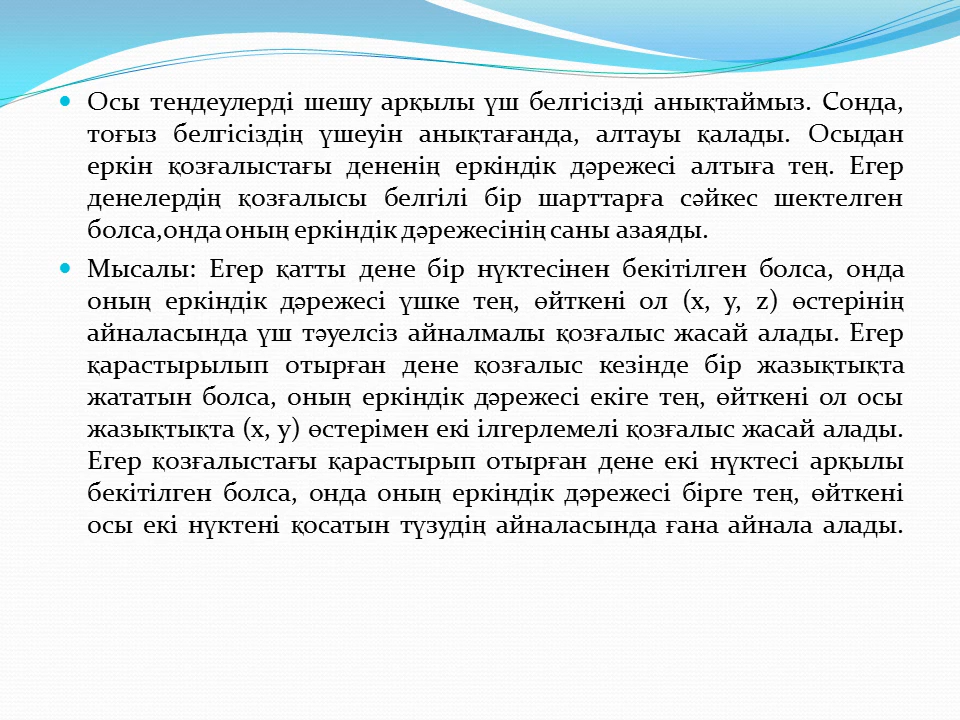 Осы теңдеулерді шешу арқылы үш белгісізді анықтаймыз. Сонда,
тоғыз белгісіздің үшеуін анықтағанда, алтауы қалады. Осыдан
еркін қозғалыстағы дененің еркіндік дәрежесі алтыға тең. Егер
денелердің қозғалысы белгілі бір шарттарға сәйкес шектелген
болса,онда оның еркіндік дәрежесінің саны азаяды.
Мысалы: Егер қатты дене бір нүктесінен бекітілген болса, онда
оның еркіндік дәрежесі үшке тең, өйткені ол (x, y, z) өстерінің
айналасында үш тәуелсіз айналмалы қозғалыс жасай алады. Егер
қарастырылып отырған дене қозғалыс кезінде бір жазықтықта
жататын болса, оның еркіндік дәрежесі екіге тең, өйткені ол осы
жазықтықта (x, y) өстерімен екі ілгерлемелі қозғалыс жасай алады.
Егер қозғалыстағы қарастырып отырған дене екі нүктесі арқылы
бекітілген болса, онда оның еркіндік дәрежесі бірге тең, өйткені
осы екі нүктені қосатын түзудің айналасында ғана айнала алады.